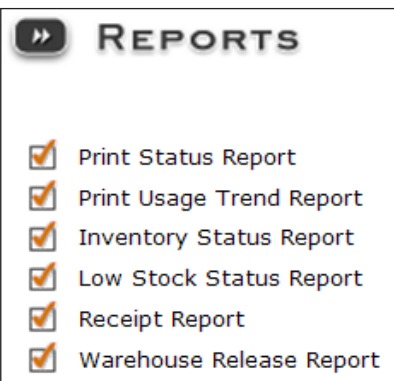 REPORTS
Print Status Report
Print Usage Trend Report
Inventory Status Report
Low Stock Status Report
Receipt Report
Warehouse Release Report